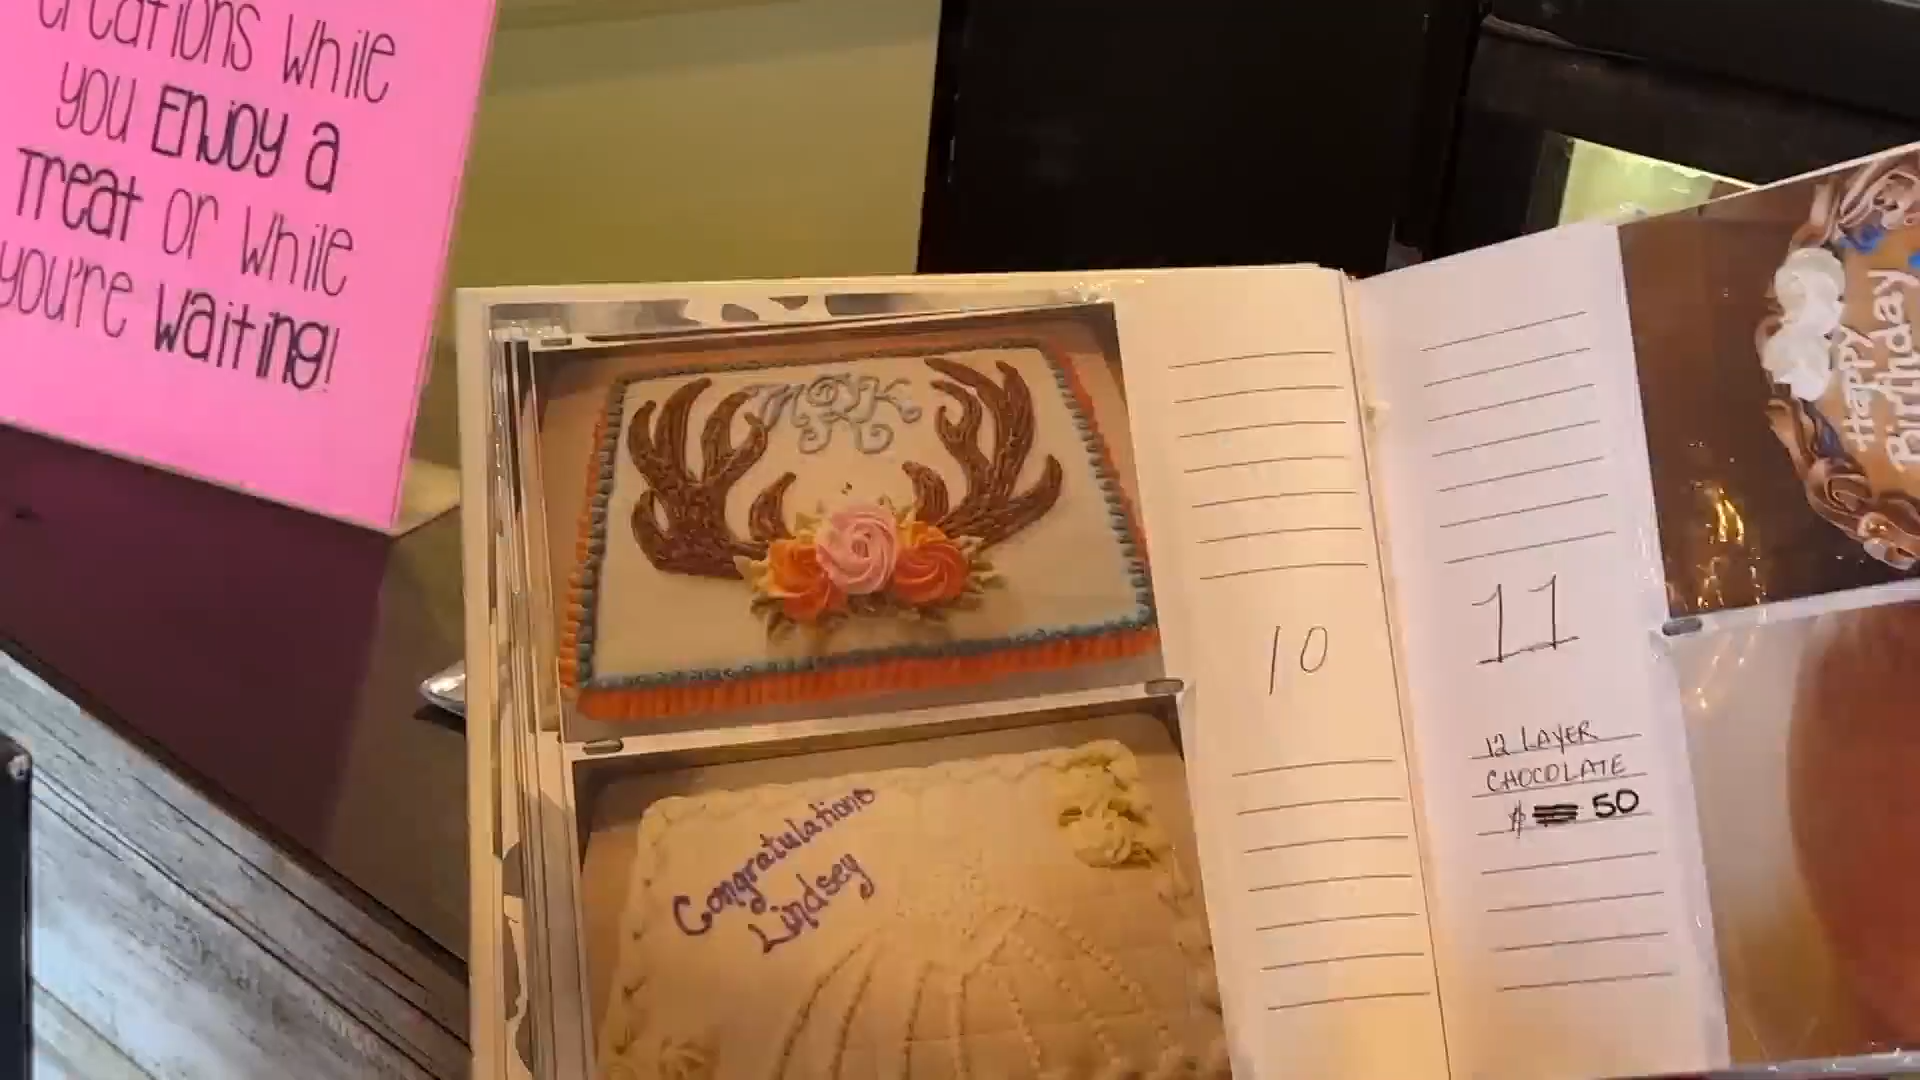 creations while
you Enjoy a
Treat or while
you're waiting!
Congratulations
Lindsey
10
11
12 LAYER
CHOCOLATE
$ 50
Happy
Birthday